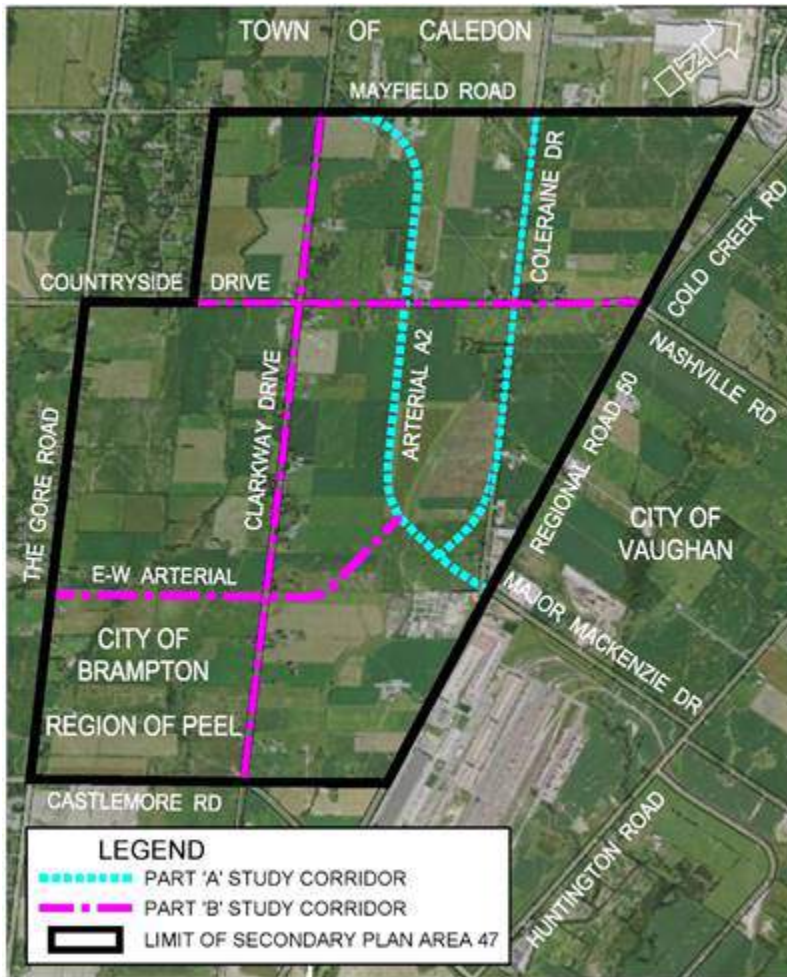 TOWN OF CALEDON
MAYFIELD ROAD
COLERAINE DR
COLD CREEK RD
COUNTRYSIDE DRIVE
NASHVILLE RD
ARTERIAL A2
CLARKWAY DRIVE
REGIONAL ROAD 50
THE GORE ROAD
CITY OF
VAUGHAN
E-W ARTERIAL
MAJOR MACKENZIE DR
CITY OF
BRAMPTON
REGION OF PEEL
CASTLEMORE RD
HUNTINGTON ROAD
LEGEND
PART 'A' STUDY CORRIDOR
PART 'B' STUDY CORRIDOR
LIMIT OF SECONDARY PLAN AREA 47